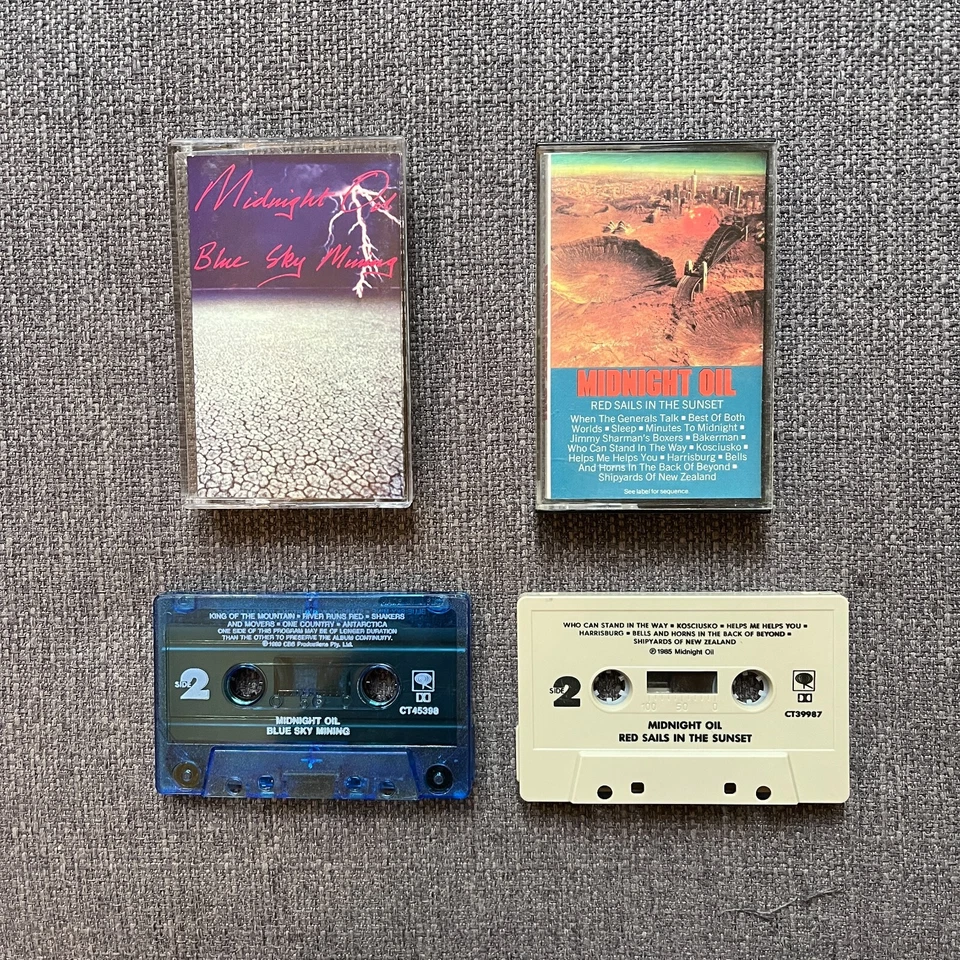 Midnight Oil
Blue Sky Mining
MIDNIGHT OIL
RED SAILS IN THE SUNSET
When The Generals Talk ▪ Best Of Both
Worlds ▪ Sleep ▪ Minutes To Midnight ▪
Jimmy Sharman's Boxers ▪ Bakerman ▪
Who Can Stand In The Way ▪ Kosciusko ▪
Helps Me Helps You ▪ Harrisburg ▪ Bells
And Horns In The Back Of Beyond ▪
Shipyards Of New Zealand
See label for sequence.
KING OF THE MOUNTAIN ▪ RIVER RUNS RED ▪ SHAKERS
AND MOVERS ▪ ONE COUNTRY ▪ ANTARCTICA
ONE SIDE OF THIS PROGRAM MAY BE OF LONGER DURATION
THAN THE OTHER TO PRESERVE THE ALBUM CONTINUITY.
℗ 1989 CBS Productions Pty. Ltd.
SIDE 2
CT45398
MIDNIGHT OIL
BLUE SKY MINING
WHO CAN STAND IN THE WAY ▪ KOSCIUSKO ▪ HELPS ME HELPS YOU ▪
HARRISBURG ▪ BELLS AND HORNS IN THE BACK OF BEYOND ▪
SHIPYARDS OF NEW ZEALAND
℗ 1985 Midnight Oil
SIDE 2
100 50 0
CT39987
MIDNIGHT OIL
RED SAILS IN THE SUNSET